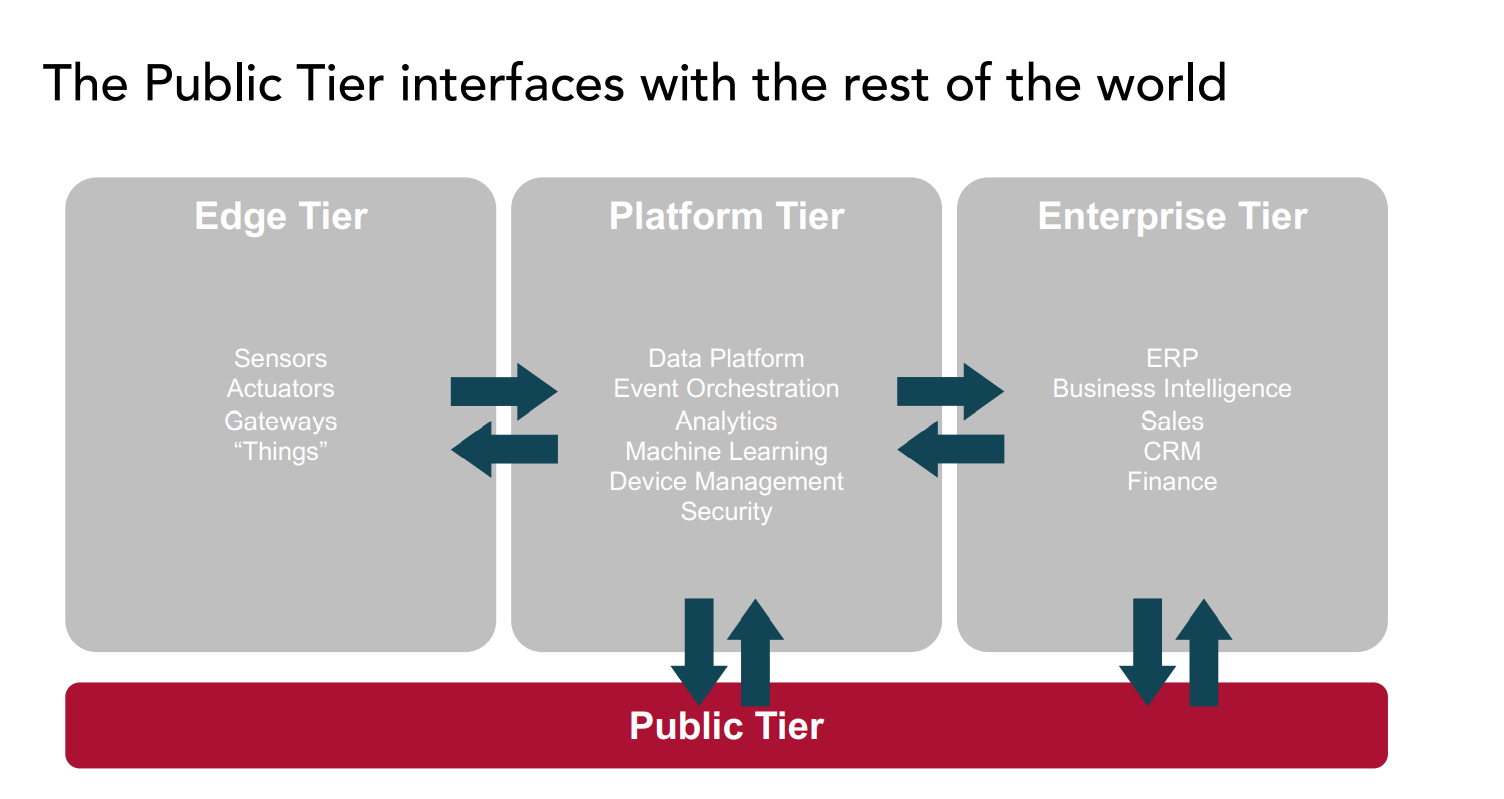 The Public Tier interfaces with the rest of the world
Edge Tier
Sensors
Actuators
Gateways
“Things”
Platform Tier
Data Platform
Event Orchestration
Analytics
Machine Learning
Device Management
Security
Enterprise Tier
ERP
Business Intelligence
Sales
CRM
Finance
Public Tier